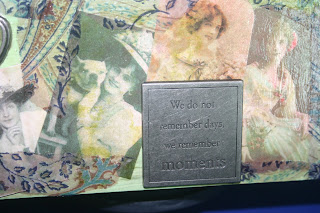 We do not
remember days,
we remember
moments